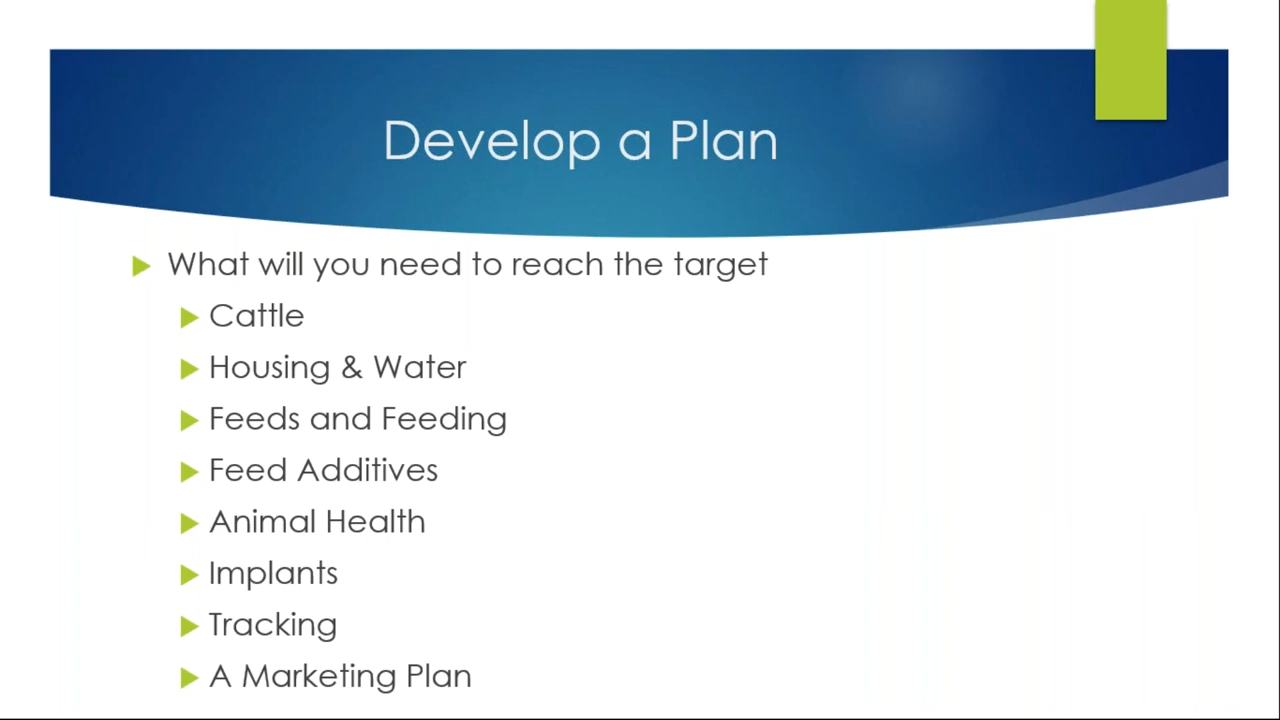 Develop a Plan
What will you need to reach the target
Cattle
Housing & Water
Feeds and Feeding
Feed Additives
Animal Health
Implants
Tracking
A Marketing Plan